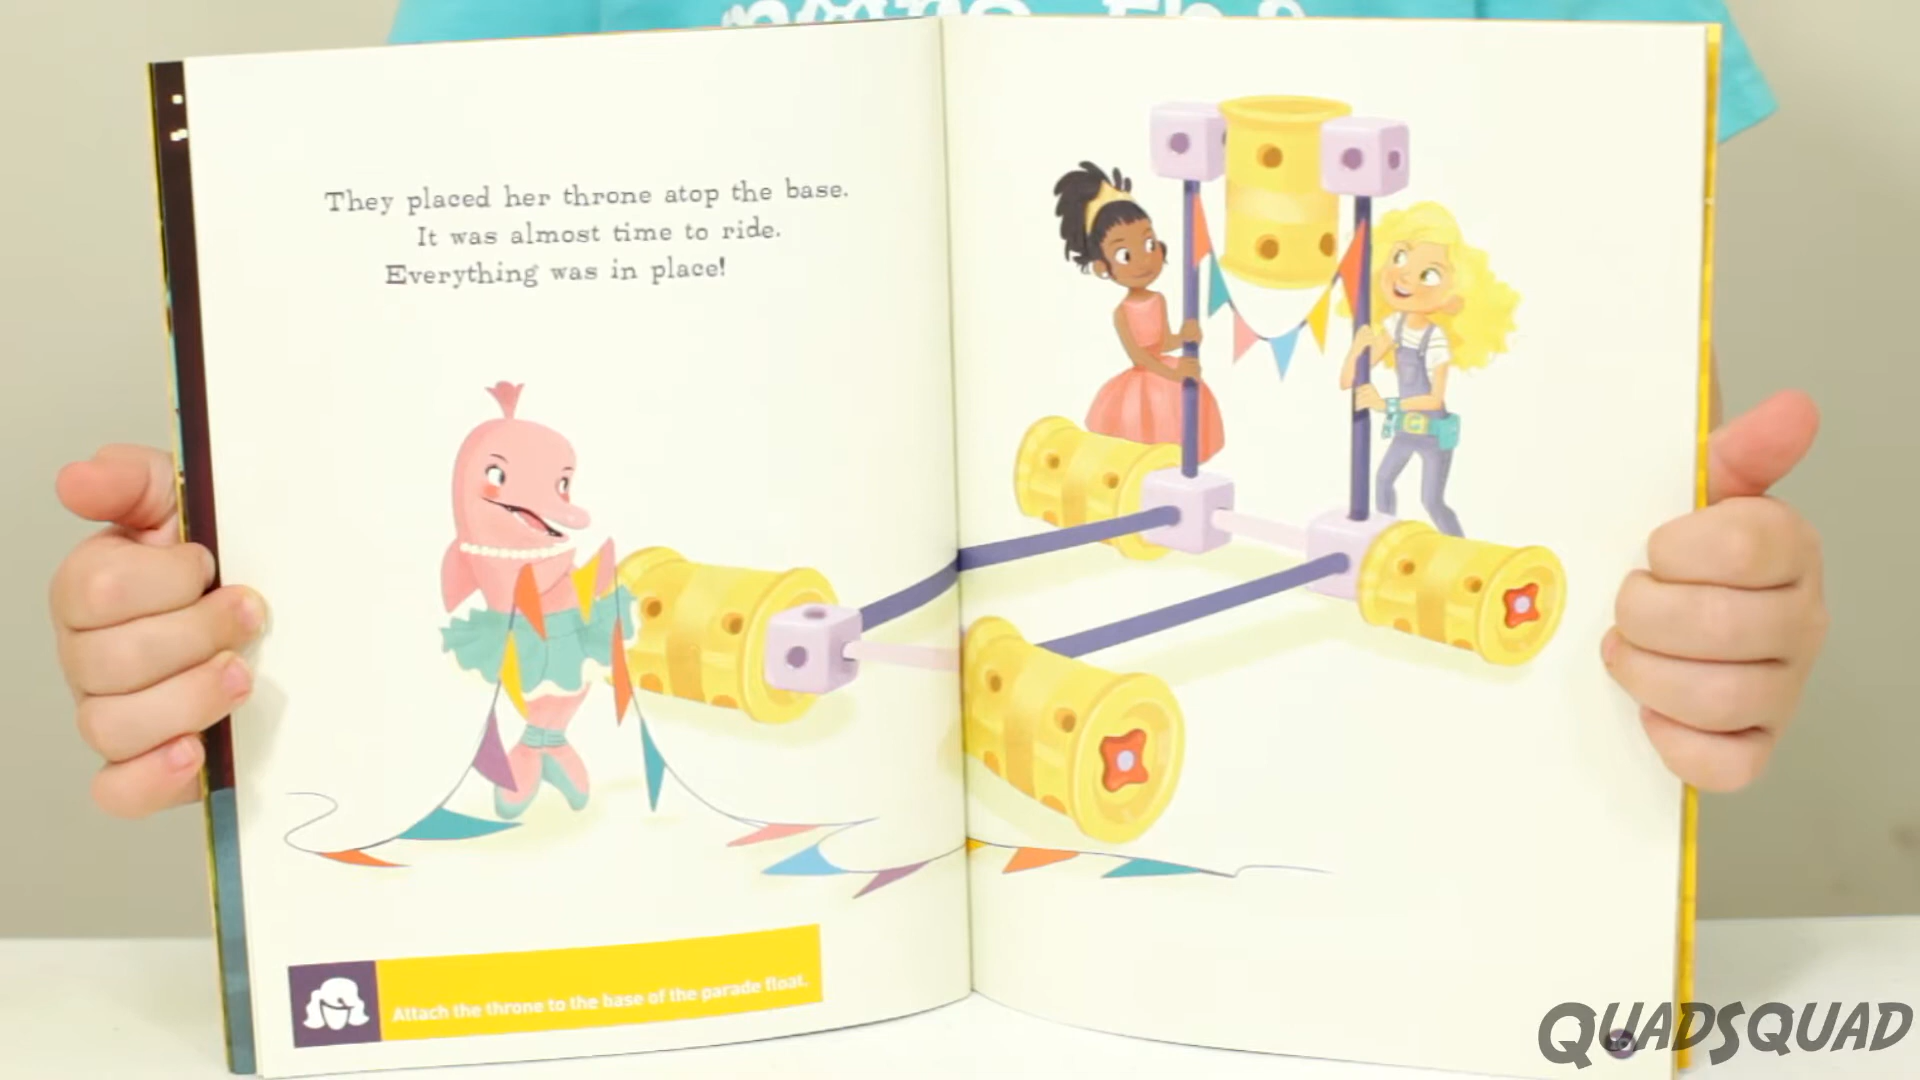 They placed her throne atop the base.
It was almost time to ride.
Everything was in place!
Attach the throne to the base of the parade float.
QUADSQUAD